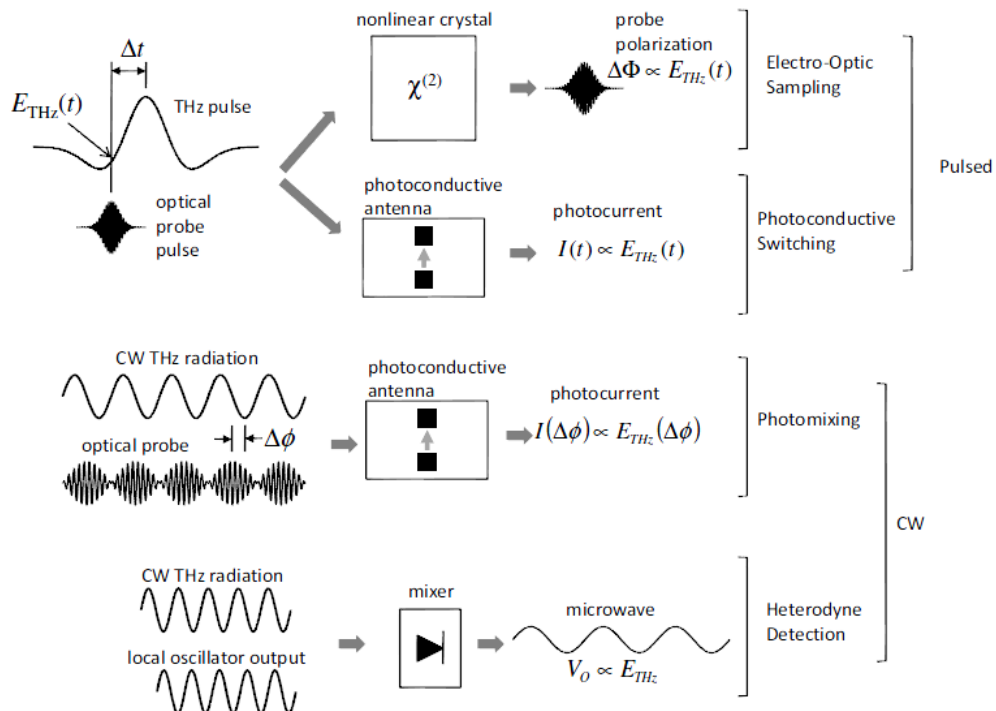 nonlinear crystal
probe
polarization
Δt
ΔΦ ∝ E_THz(t)
Electro-Optic
Sampling
E_THz(t)
THz pulse
χ^(2)
Pulsed
optical
probe
pulse
photoconductive
antenna
photocurrent
I(t) ∝ E_THz(t)
Photoconductive
Switching
CW THz radiation
photoconductive
antenna
photocurrent
optical probe
Δϕ
I(Δϕ) ∝ E_THz(Δϕ)
Photomixing
CW
CW THz radiation
mixer
microwave
Heterodyne
Detection
local oscillator output
V_O ∝ E_THz